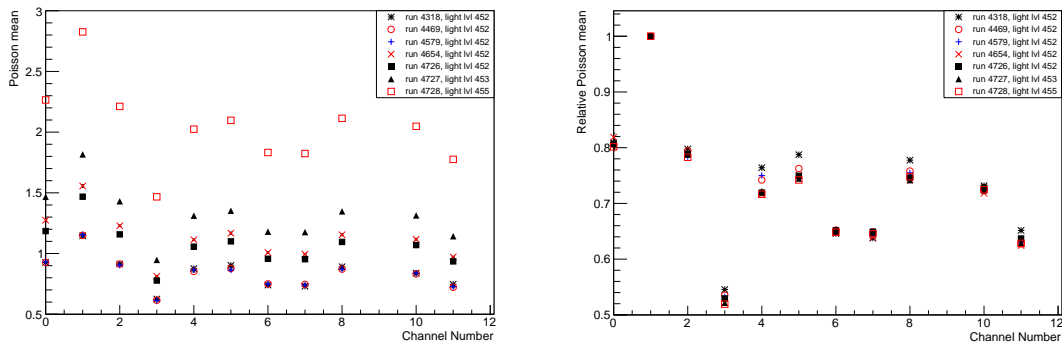 Poisson mean
3
2.5
2
1.5
1
0.5
0 2 4 6 8 10 12
Channel Number
run 4318, light lvl 452
run 4469, light lvl 452
run 4579, light lvl 452
run 4654, light lvl 452
run 4726, light lvl 452
run 4727, light lvl 453
run 4728, light lvl 455
Relative Poisson mean
1
0.9
0.8
0.7
0.6
0.5
0 2 4 6 8 10 12
Channel Number
run 4318, light lvl 452
run 4469, light lvl 452
run 4579, light lvl 452
run 4654, light lvl 452
run 4726, light lvl 452
run 4727, light lvl 453
run 4728, light lvl 455